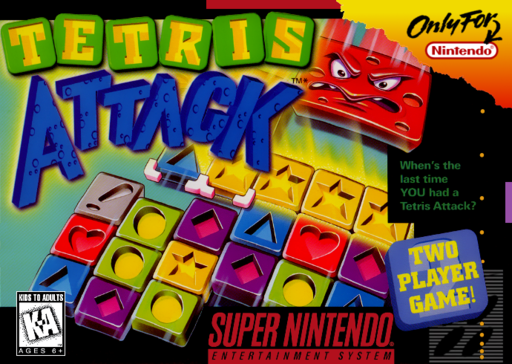 TETRIS
ATTACK
TM
Only For
Nintendo®
When's the
last time
YOU had a
Tetris Attack?
TWO
PLAYER
GAME!
KIDS TO ADULTS
K-A
AGES 6+
SUPER NINTENDO
ENTERTAINMENT SYSTEM
2